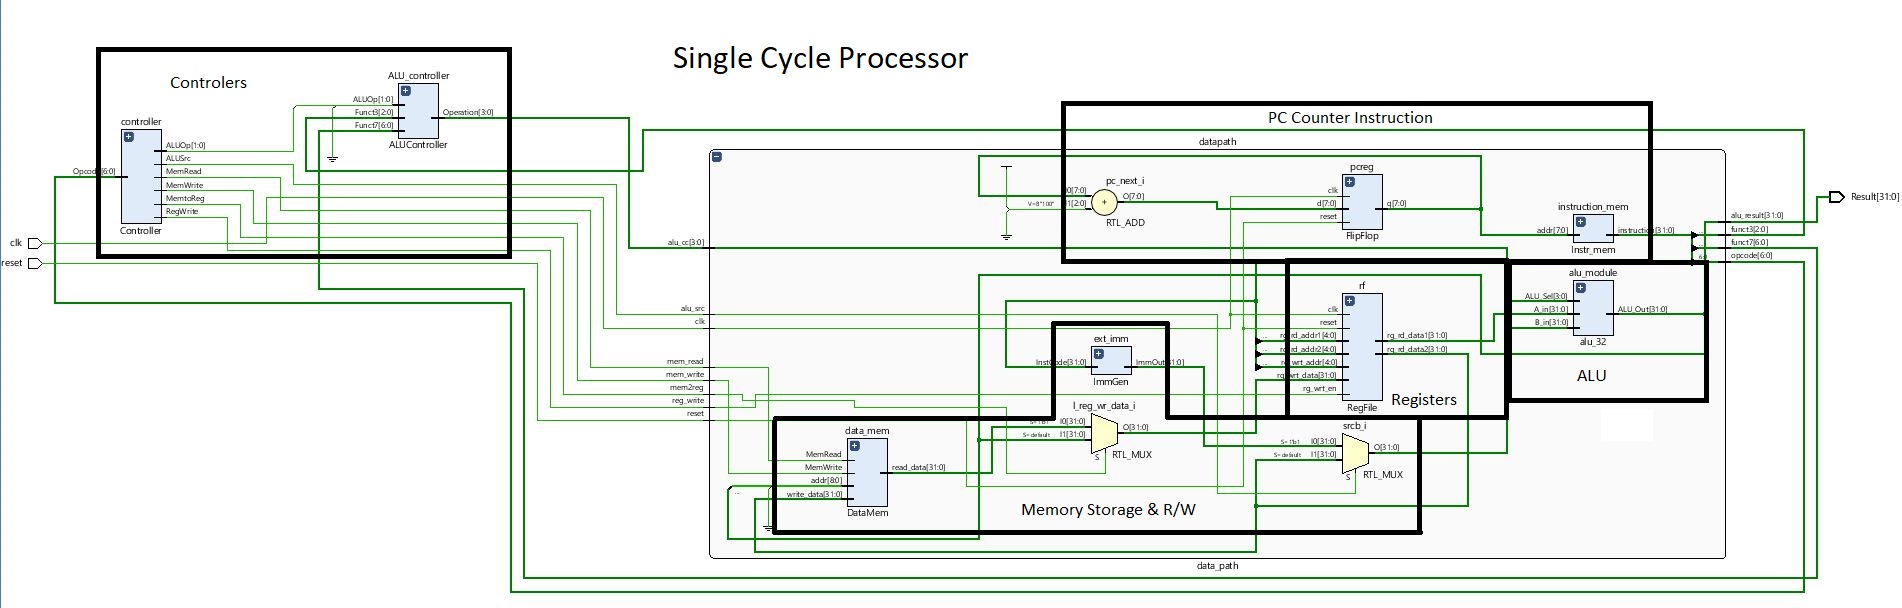 Single Cycle Processor
Controlers
ALU_controller
ALUOp[1:0]
Funct3[2:0]
Funct7[6:0]
Operation[3:0]
ALUController
controller
Opcode[6:0]
ALUOp[1:0]
ALUSrc
MemRead
MemWrite
MemtoReg
RegWrite
Controller
clk
reset
PC Counter Instruction
datapath
pc_next_i
I0[7:0]
I1[2:0]
V=B"100"
+
O[7:0]
RTL_ADD
pcreg
clk
d[7:0]
reset
q[7:0]
FlipFlop
instruction_mem
addr[7:0]
instruction[31:0]
Instr_mem
alu_result[31:0]
funct3[2:0]
funct7[6:0]
opcode[6:0]
Result[31:0]
alu_cc[3:0]
alu_src
clk
mem_read
mem_write
mem2reg
reg_write
reset
rf
clk
reset
rg_rd_addr1[4:0]
rg_rd_addr2[4:0]
rg_wrt_addr[4:0]
rg_wrt_data[31:0]
rg_wrt_en
rg_rd_data1[31:0]
rg_rd_data2[31:0]
RegFile
Registers
alu_module
ALU_Sel[3:0]
A_in[31:0]
B_in[31:0]
ALU_Out[31:0]
alu_32
ALU
ext_imm
InstCode[31:0]
ImmOut[31:0]
ImmGen
l_reg_wr_data_i
S=1'b1
I0[31:0]
S=default
I1[31:0]
O[31:0]
S
RTL_MUX
srcb_i
S=1'b1
I0[31:0]
S=default
I1[31:0]
O[31:0]
S
RTL_MUX
data_mem
MemRead
MemWrite
addr[8:0]
write_data[31:0]
read_data[31:0]
DataMem
Memory Storage & R/W
data_path